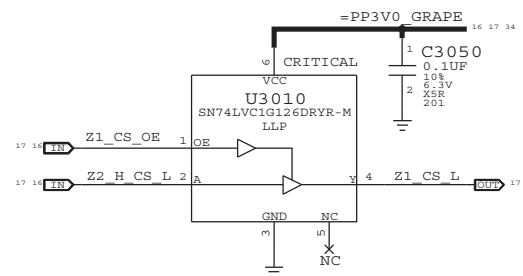 =PP3V0_GRAPE
16 17 34
1 C3050
0.1UF
10%
6.3V
2 X5R
201
6 CRITICAL
VCC
U3010
SN74LVC1G126DRYR-M
LLP
17 16 IN Z1_CS_OE 1 OE
17 16 IN Z2_H_CS_L 2 A
Y 4 Z1_CS_L OUT 17
GND NC
3 5
NC